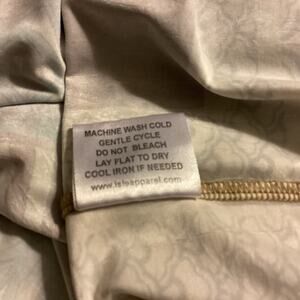 MACHINE WASH COLD
GENTLE CYCLE
DO NOT BLEACH
LAY FLAT TO DRY
COOL IRON IF NEEDED
www.isleapparel.com